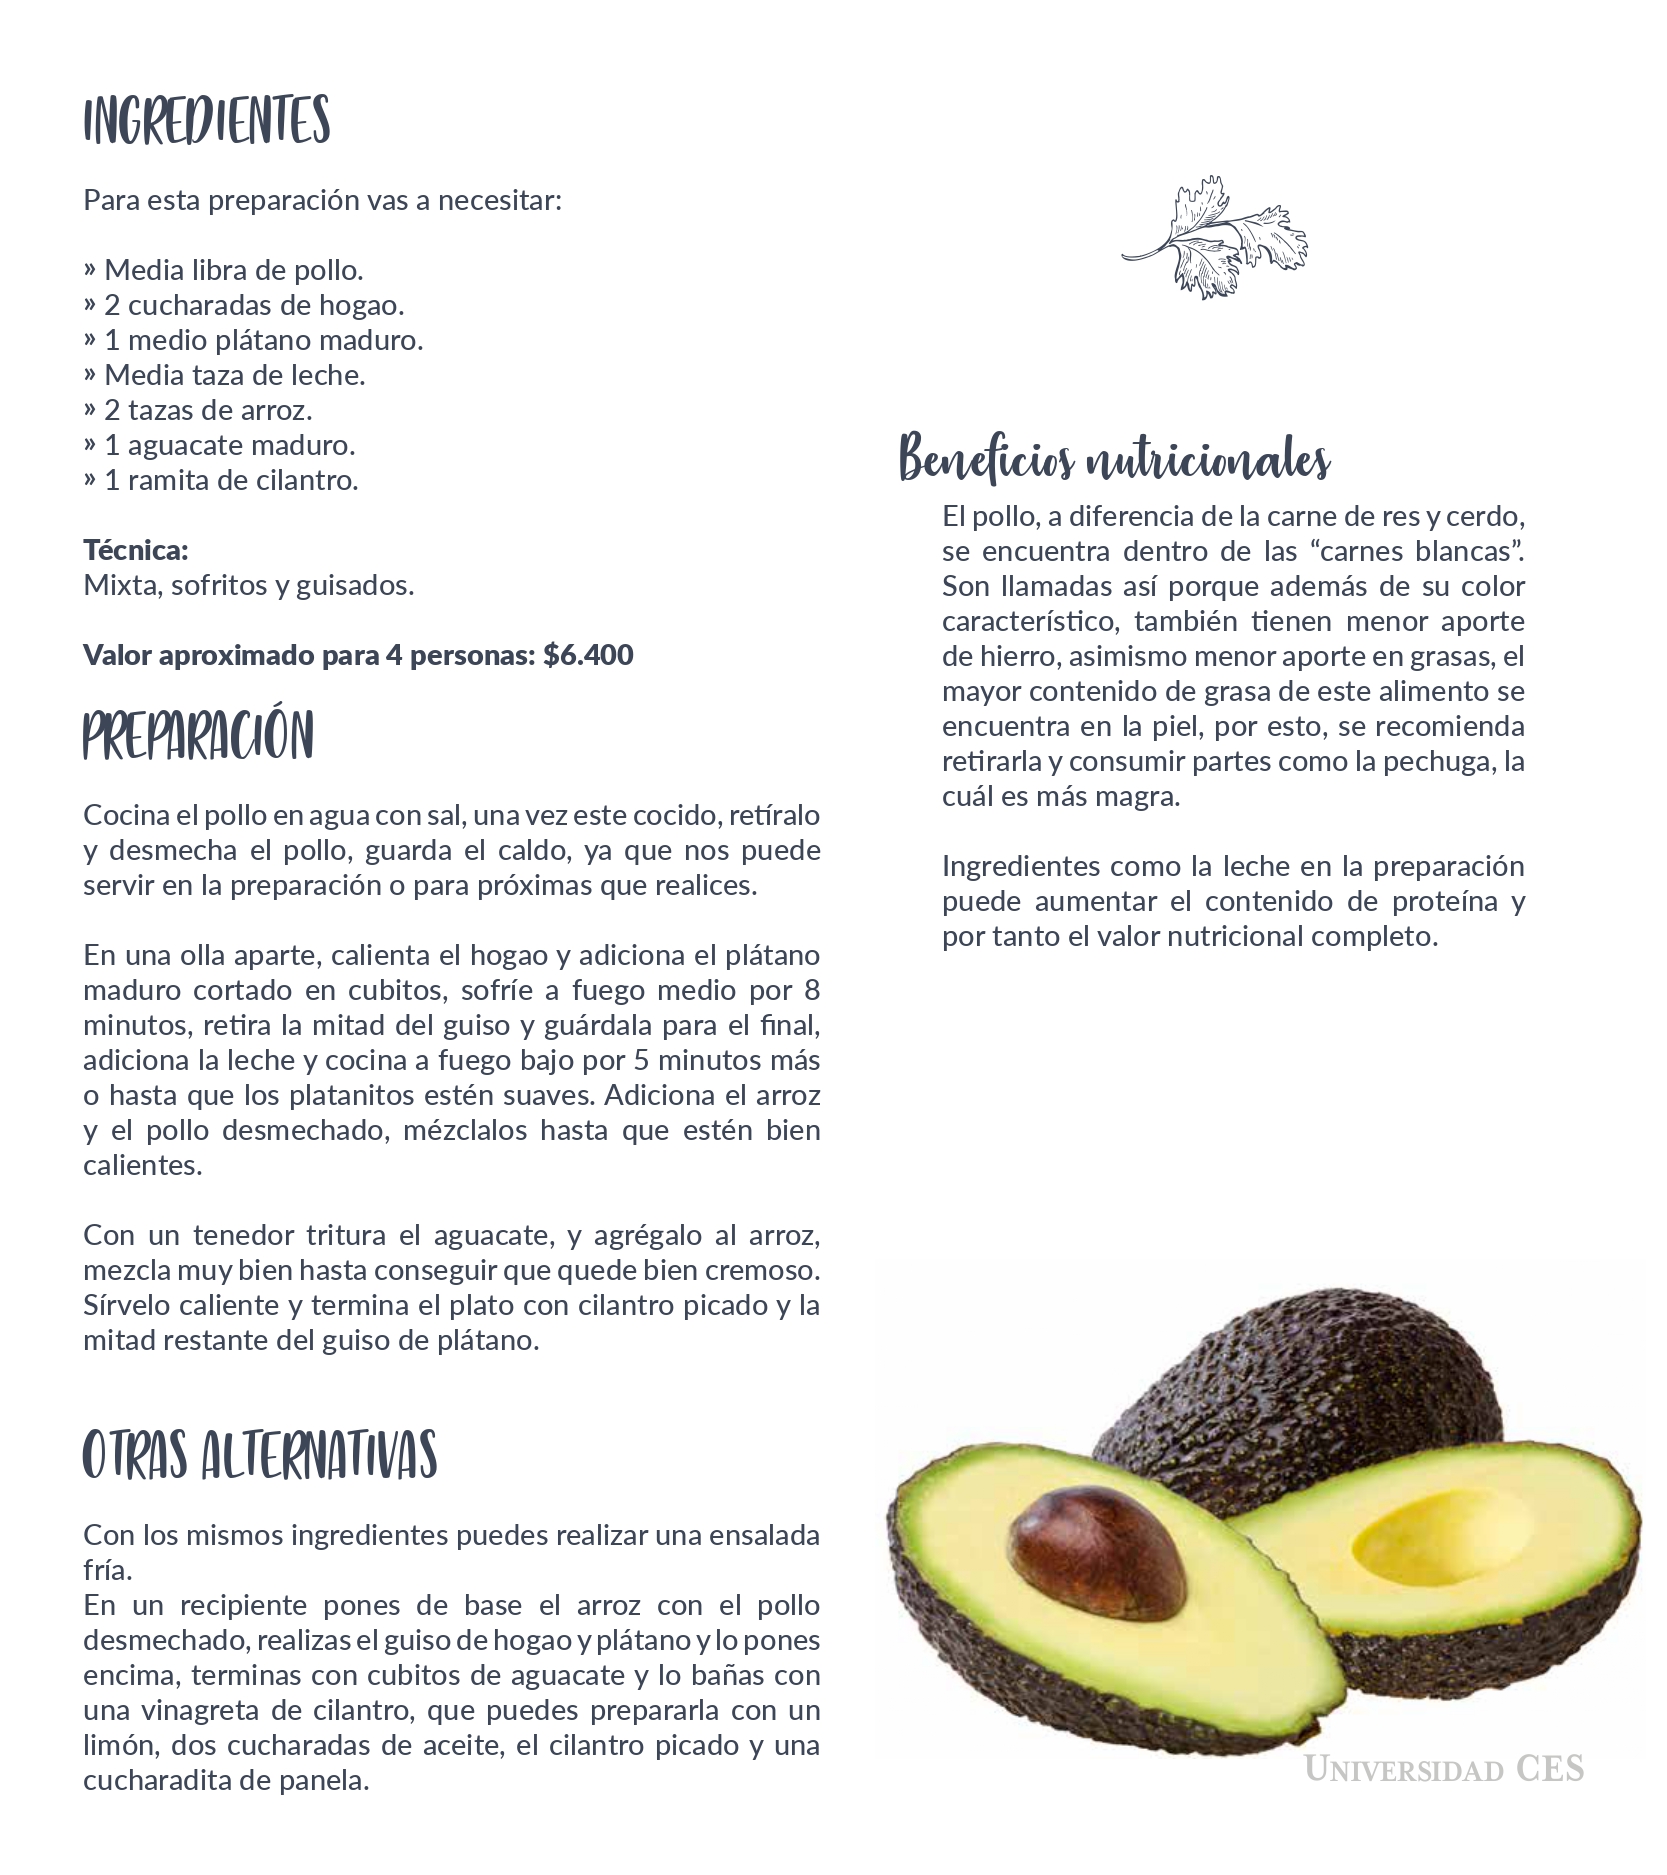 INGREDIENTES
Para esta preparación vas a necesitar:
» Media libra de pollo.
» 2 cucharadas de hogao.
» 1 medio plátano maduro.
» Media taza de leche.
» 2 tazas de arroz.
» 1 aguacate maduro.
» 1 ramita de cilantro.
Técnica:
Mixta, sofritos y guisados.
Valor aproximado para 4 personas: $6.400
PREPARACIÓN
Cocina el pollo en agua con sal, una vez este cocido, retíralo
y desmecha el pollo, guarda el caldo, ya que nos puede
servir en la preparación o para próximas que realices.
En una olla aparte, calienta el hogao y adiciona el plátano
maduro cortado en cubitos, sofríe a fuego medio por 8
minutos, retira la mitad del guiso y guárdala para el final,
adiciona la leche y cocina a fuego bajo por 5 minutos más
o hasta que los platanitos estén suaves. Adiciona el arroz
y el pollo desmechado, mézclalos hasta que estén bien
calientes.
Con un tenedor tritura el aguacate, y agrégalo al arroz,
mezcla muy bien hasta conseguir que quede bien cremoso.
Sírvelo caliente y termina el plato con cilantro picado y la
mitad restante del guiso de plátano.
OTRAS ALTERNATIVAS
Con los mismos ingredientes puedes realizar una ensalada
fría.
En un recipiente pones de base el arroz con el pollo
desmechado, realizas el guiso de hogao y plátano y lo pones
encima, terminas con cubitos de aguacate y lo bañas con
una vinagreta de cilantro, que puedes prepararla con un
limón, dos cucharadas de aceite, el cilantro picado y una
cucharadita de panela.
Beneficios nutricionales
El pollo, a diferencia de la carne de res y cerdo,
se encuentra dentro de las “carnes blancas”.
Son llamadas así porque además de su color
característico, también tienen menor aporte
de hierro, asimismo menor aporte en grasas, el
mayor contenido de grasa de este alimento se
encuentra en la piel, por esto, se recomienda
retirarla y consumir partes como la pechuga, la
cuál es más magra.
Ingredientes como la leche en la preparación
puede aumentar el contenido de proteína y
por tanto el valor nutricional completo.
UNIVERSIDAD CES